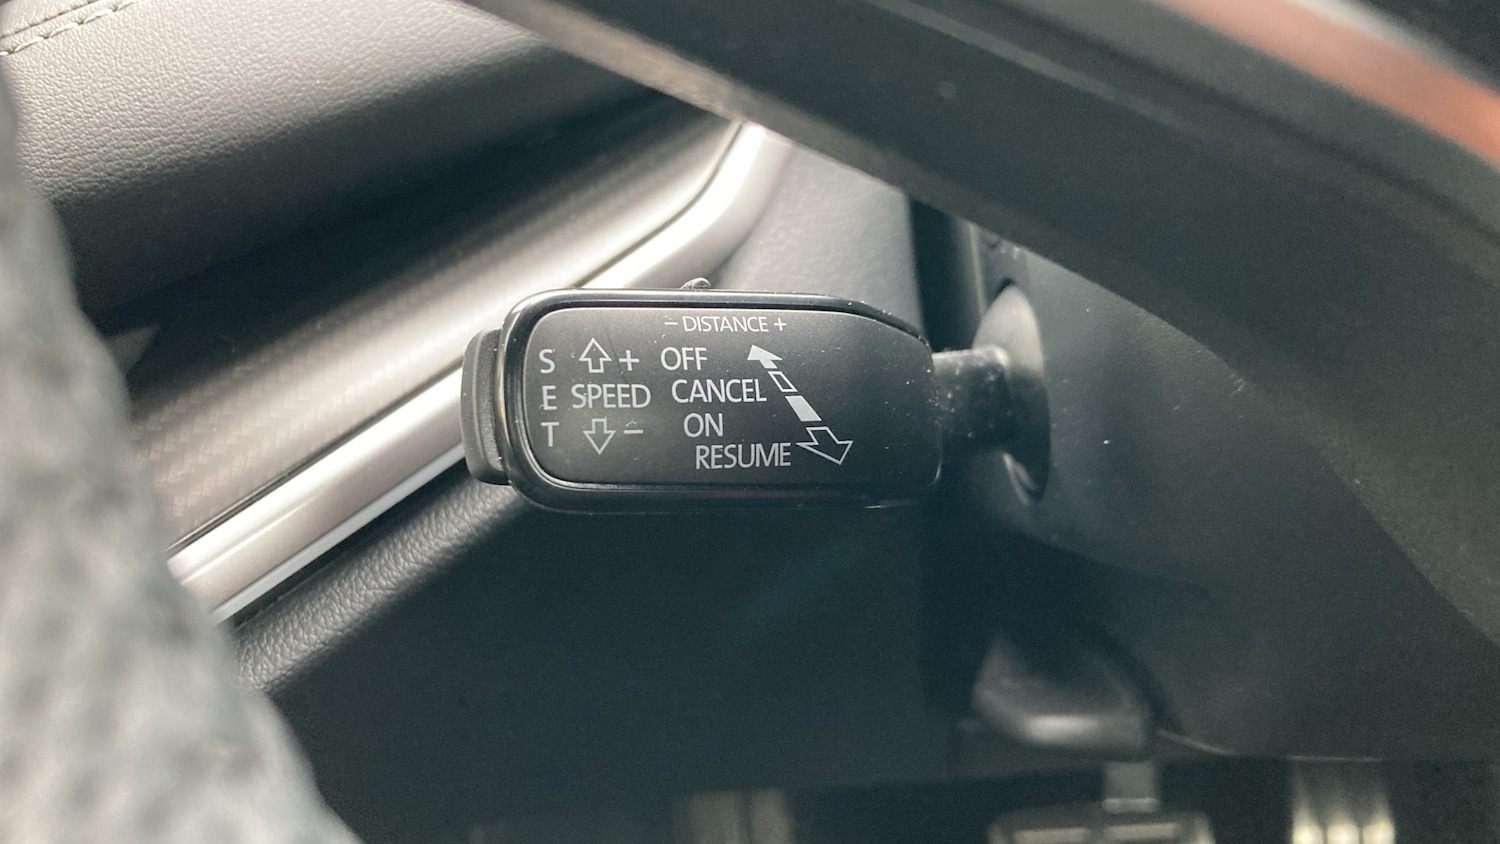 – DISTANCE +
S + OFF
E SPEED CANCEL
T – ON
RESUME